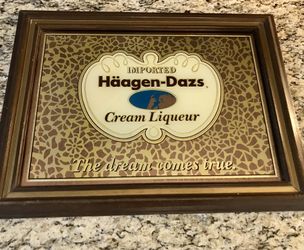 IMPORTED
Häagen-Dazs
Cream Liqueur
The dream comes true.